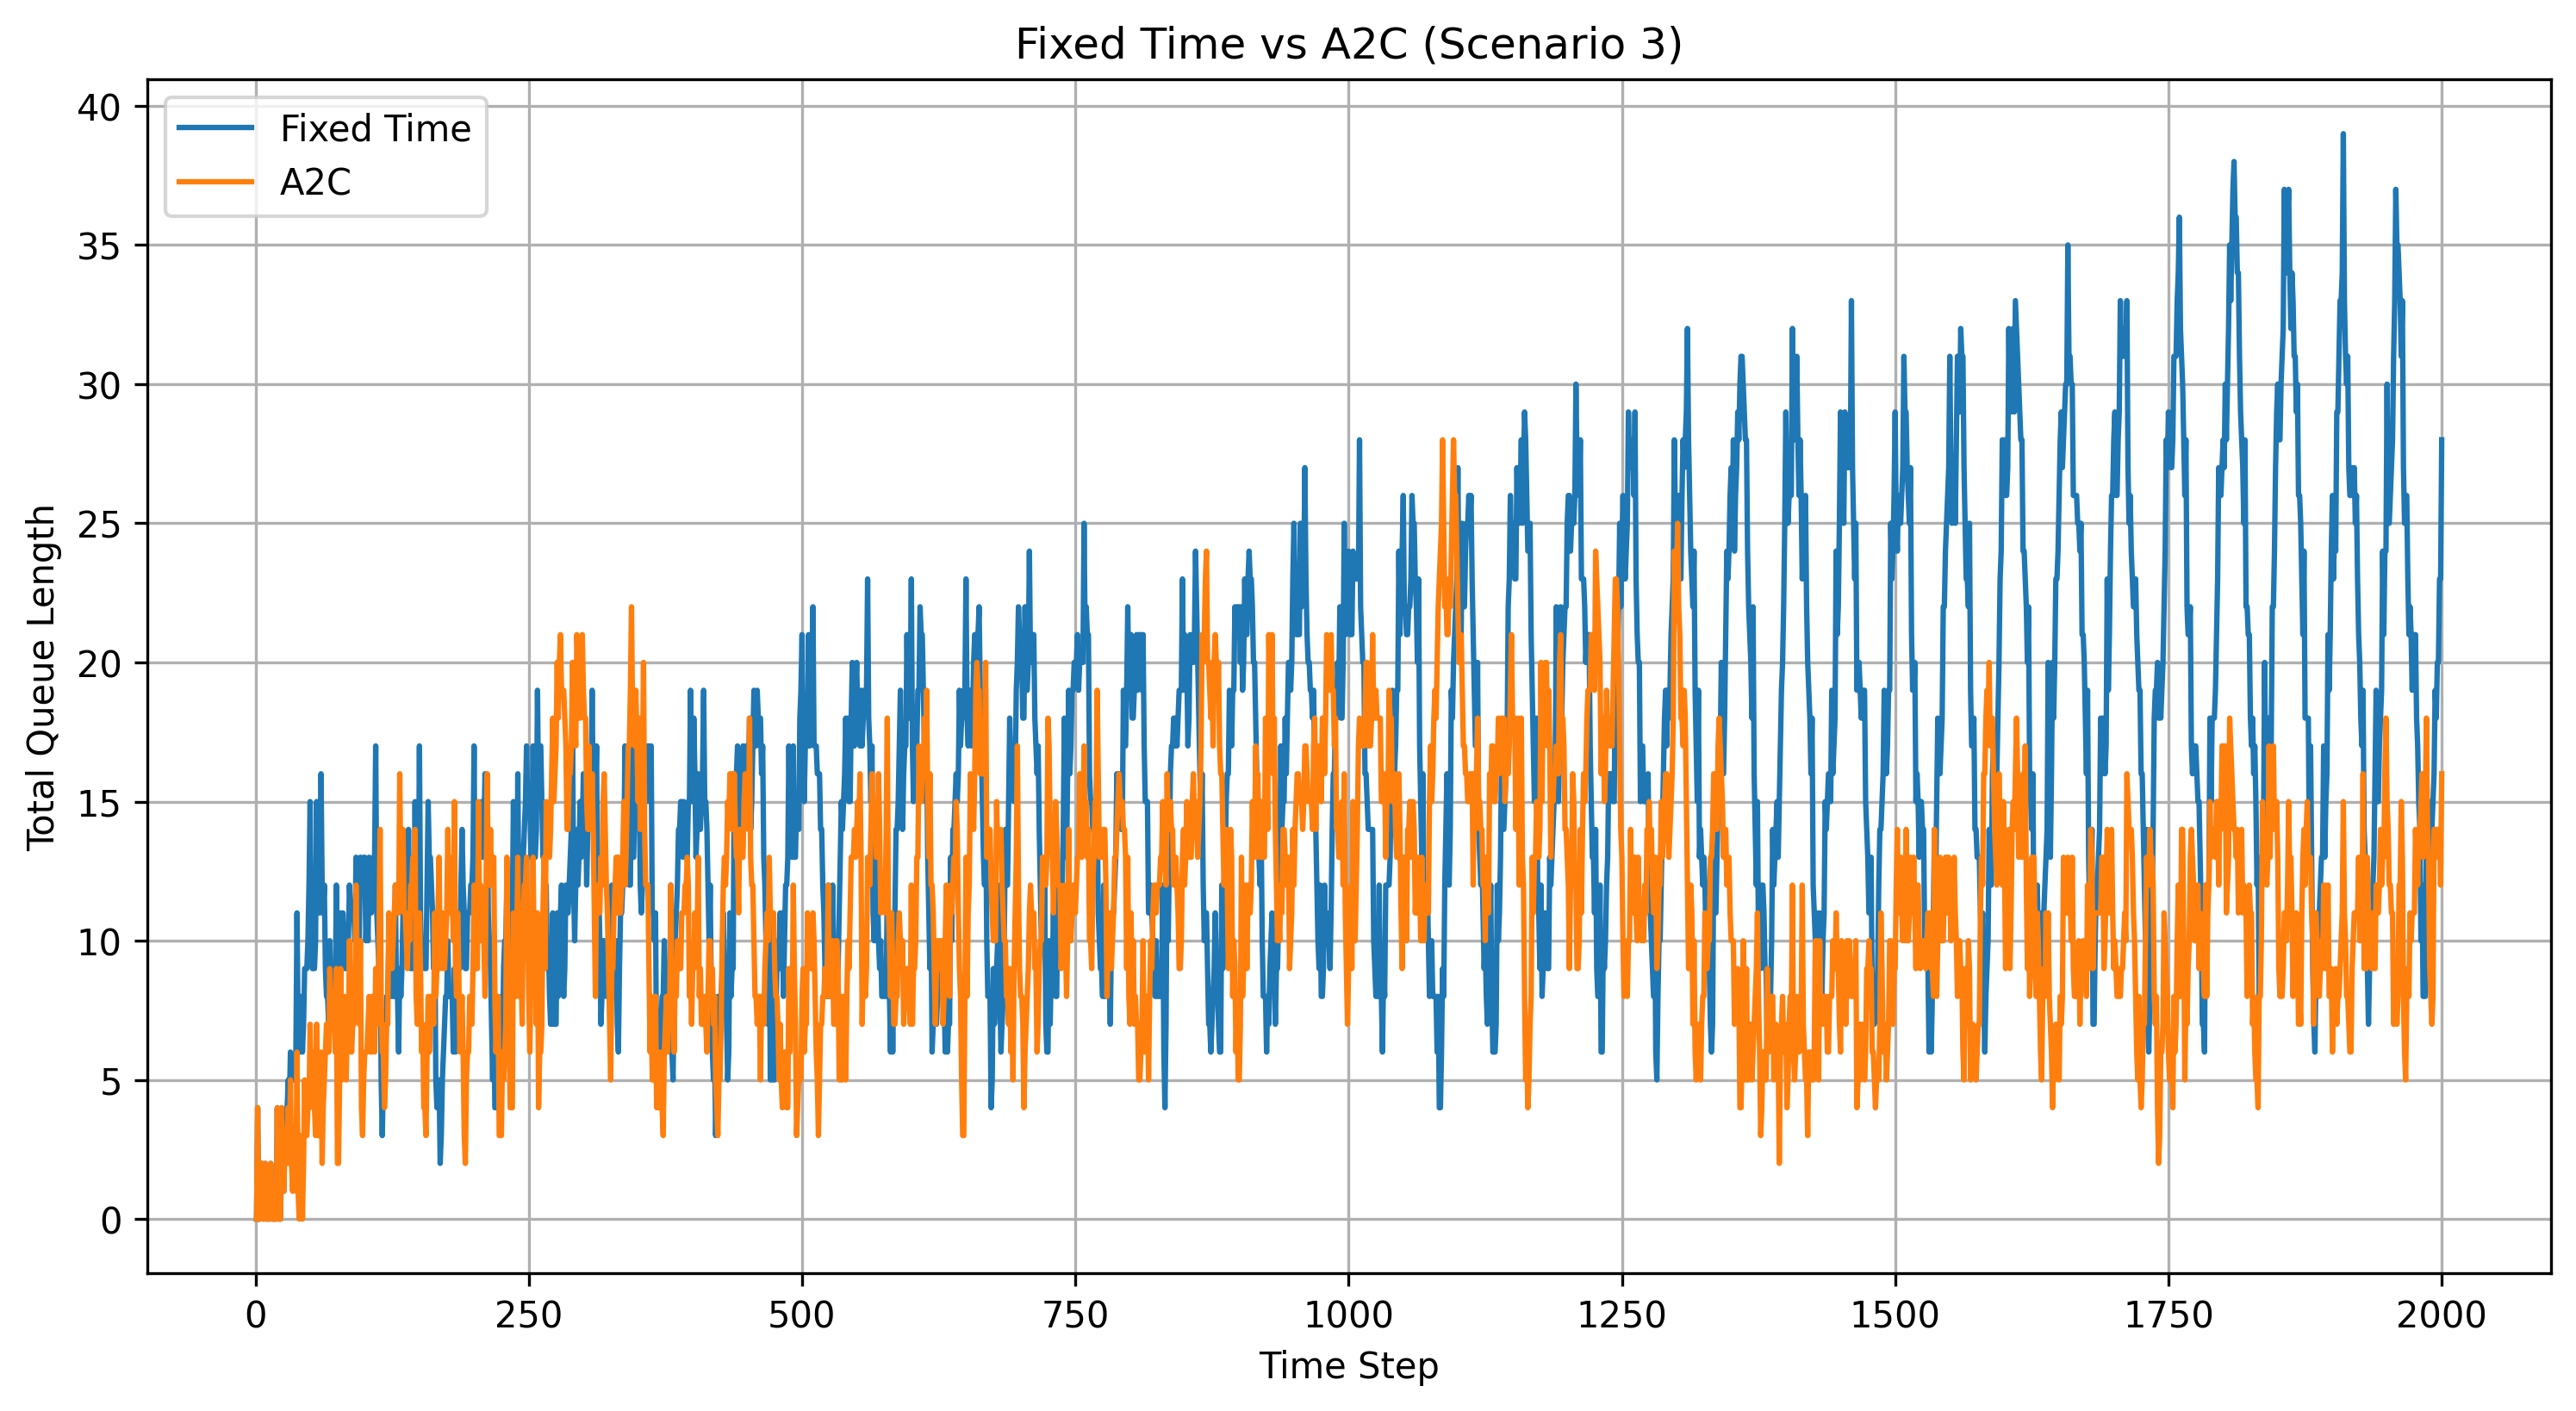 Fixed Time vs A2C (Scenario 3)
Fixed Time
A2C
Total Queue Length
40
35
30
25
20
15
10
5
0
0 250 500 750 1000 1250 1500 1750 2000
Time Step